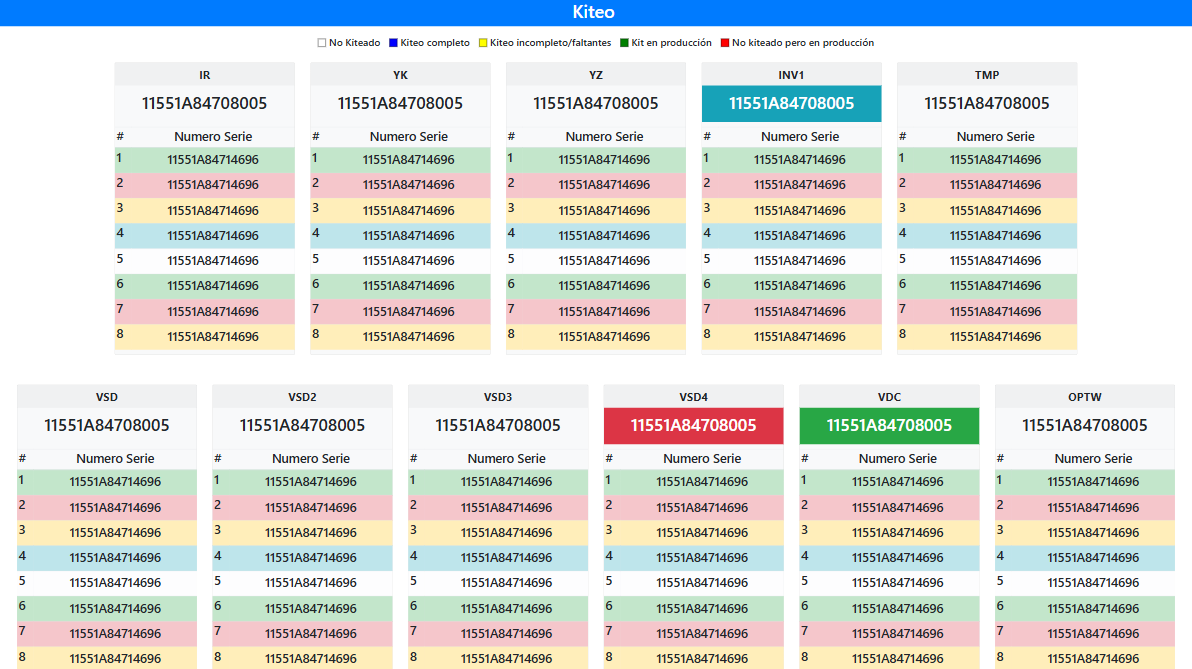 Kiteo
No Kiteado Kiteo completo Kiteo incompleto/faltantes Kit en producción No kiteado pero en producción
IR YK YZ INV1 TMP
11551A84708005 11551A84708005 11551A84708005 11551A84708005 11551A84708005
# Numero Serie # Numero Serie # Numero Serie # Numero Serie # Numero Serie
1 11551A84714696 1 11551A84714696 1 11551A84714696 1 11551A84714696 1 11551A84714696
2 11551A84714696 2 11551A84714696 2 11551A84714696 2 11551A84714696 2 11551A84714696
3 11551A84714696 3 11551A84714696 3 11551A84714696 3 11551A84714696 3 11551A84714696
4 11551A84714696 4 11551A84714696 4 11551A84714696 4 11551A84714696 4 11551A84714696
5 11551A84714696 5 11551A84714696 5 11551A84714696 5 11551A84714696 5 11551A84714696
6 11551A84714696 6 11551A84714696 6 11551A84714696 6 11551A84714696 6 11551A84714696
7 11551A84714696 7 11551A84714696 7 11551A84714696 7 11551A84714696 7 11551A84714696
8 11551A84714696 8 11551A84714696 8 11551A84714696 8 11551A84714696 8 11551A84714696
VSD VSD2 VSD3 VSD4 VDC OPTW
11551A84708005 11551A84708005 11551A84708005 11551A84708005 11551A84708005 11551A84708005
# Numero Serie # Numero Serie # Numero Serie # Numero Serie # Numero Serie # Numero Serie
1 11551A84714696 1 11551A84714696 1 11551A84714696 1 11551A84714696 1 11551A84714696 1 11551A84714696
2 11551A84714696 2 11551A84714696 2 11551A84714696 2 11551A84714696 2 11551A84714696 2 11551A84714696
3 11551A84714696 3 11551A84714696 3 11551A84714696 3 11551A84714696 3 11551A84714696 3 11551A84714696
4 11551A84714696 4 11551A84714696 4 11551A84714696 4 11551A84714696 4 11551A84714696 4 11551A84714696
5 11551A84714696 5 11551A84714696 5 11551A84714696 5 11551A84714696 5 11551A84714696 5 11551A84714696
6 11551A84714696 6 11551A84714696 6 11551A84714696 6 11551A84714696 6 11551A84714696 6 11551A84714696
7 11551A84714696 7 11551A84714696 7 11551A84714696 7 11551A84714696 7 11551A84714696 7 11551A84714696
8 11551A84714696 8 11551A84714696 8 11551A84714696 8 11551A84714696 8 11551A84714696 8 11551A84714696